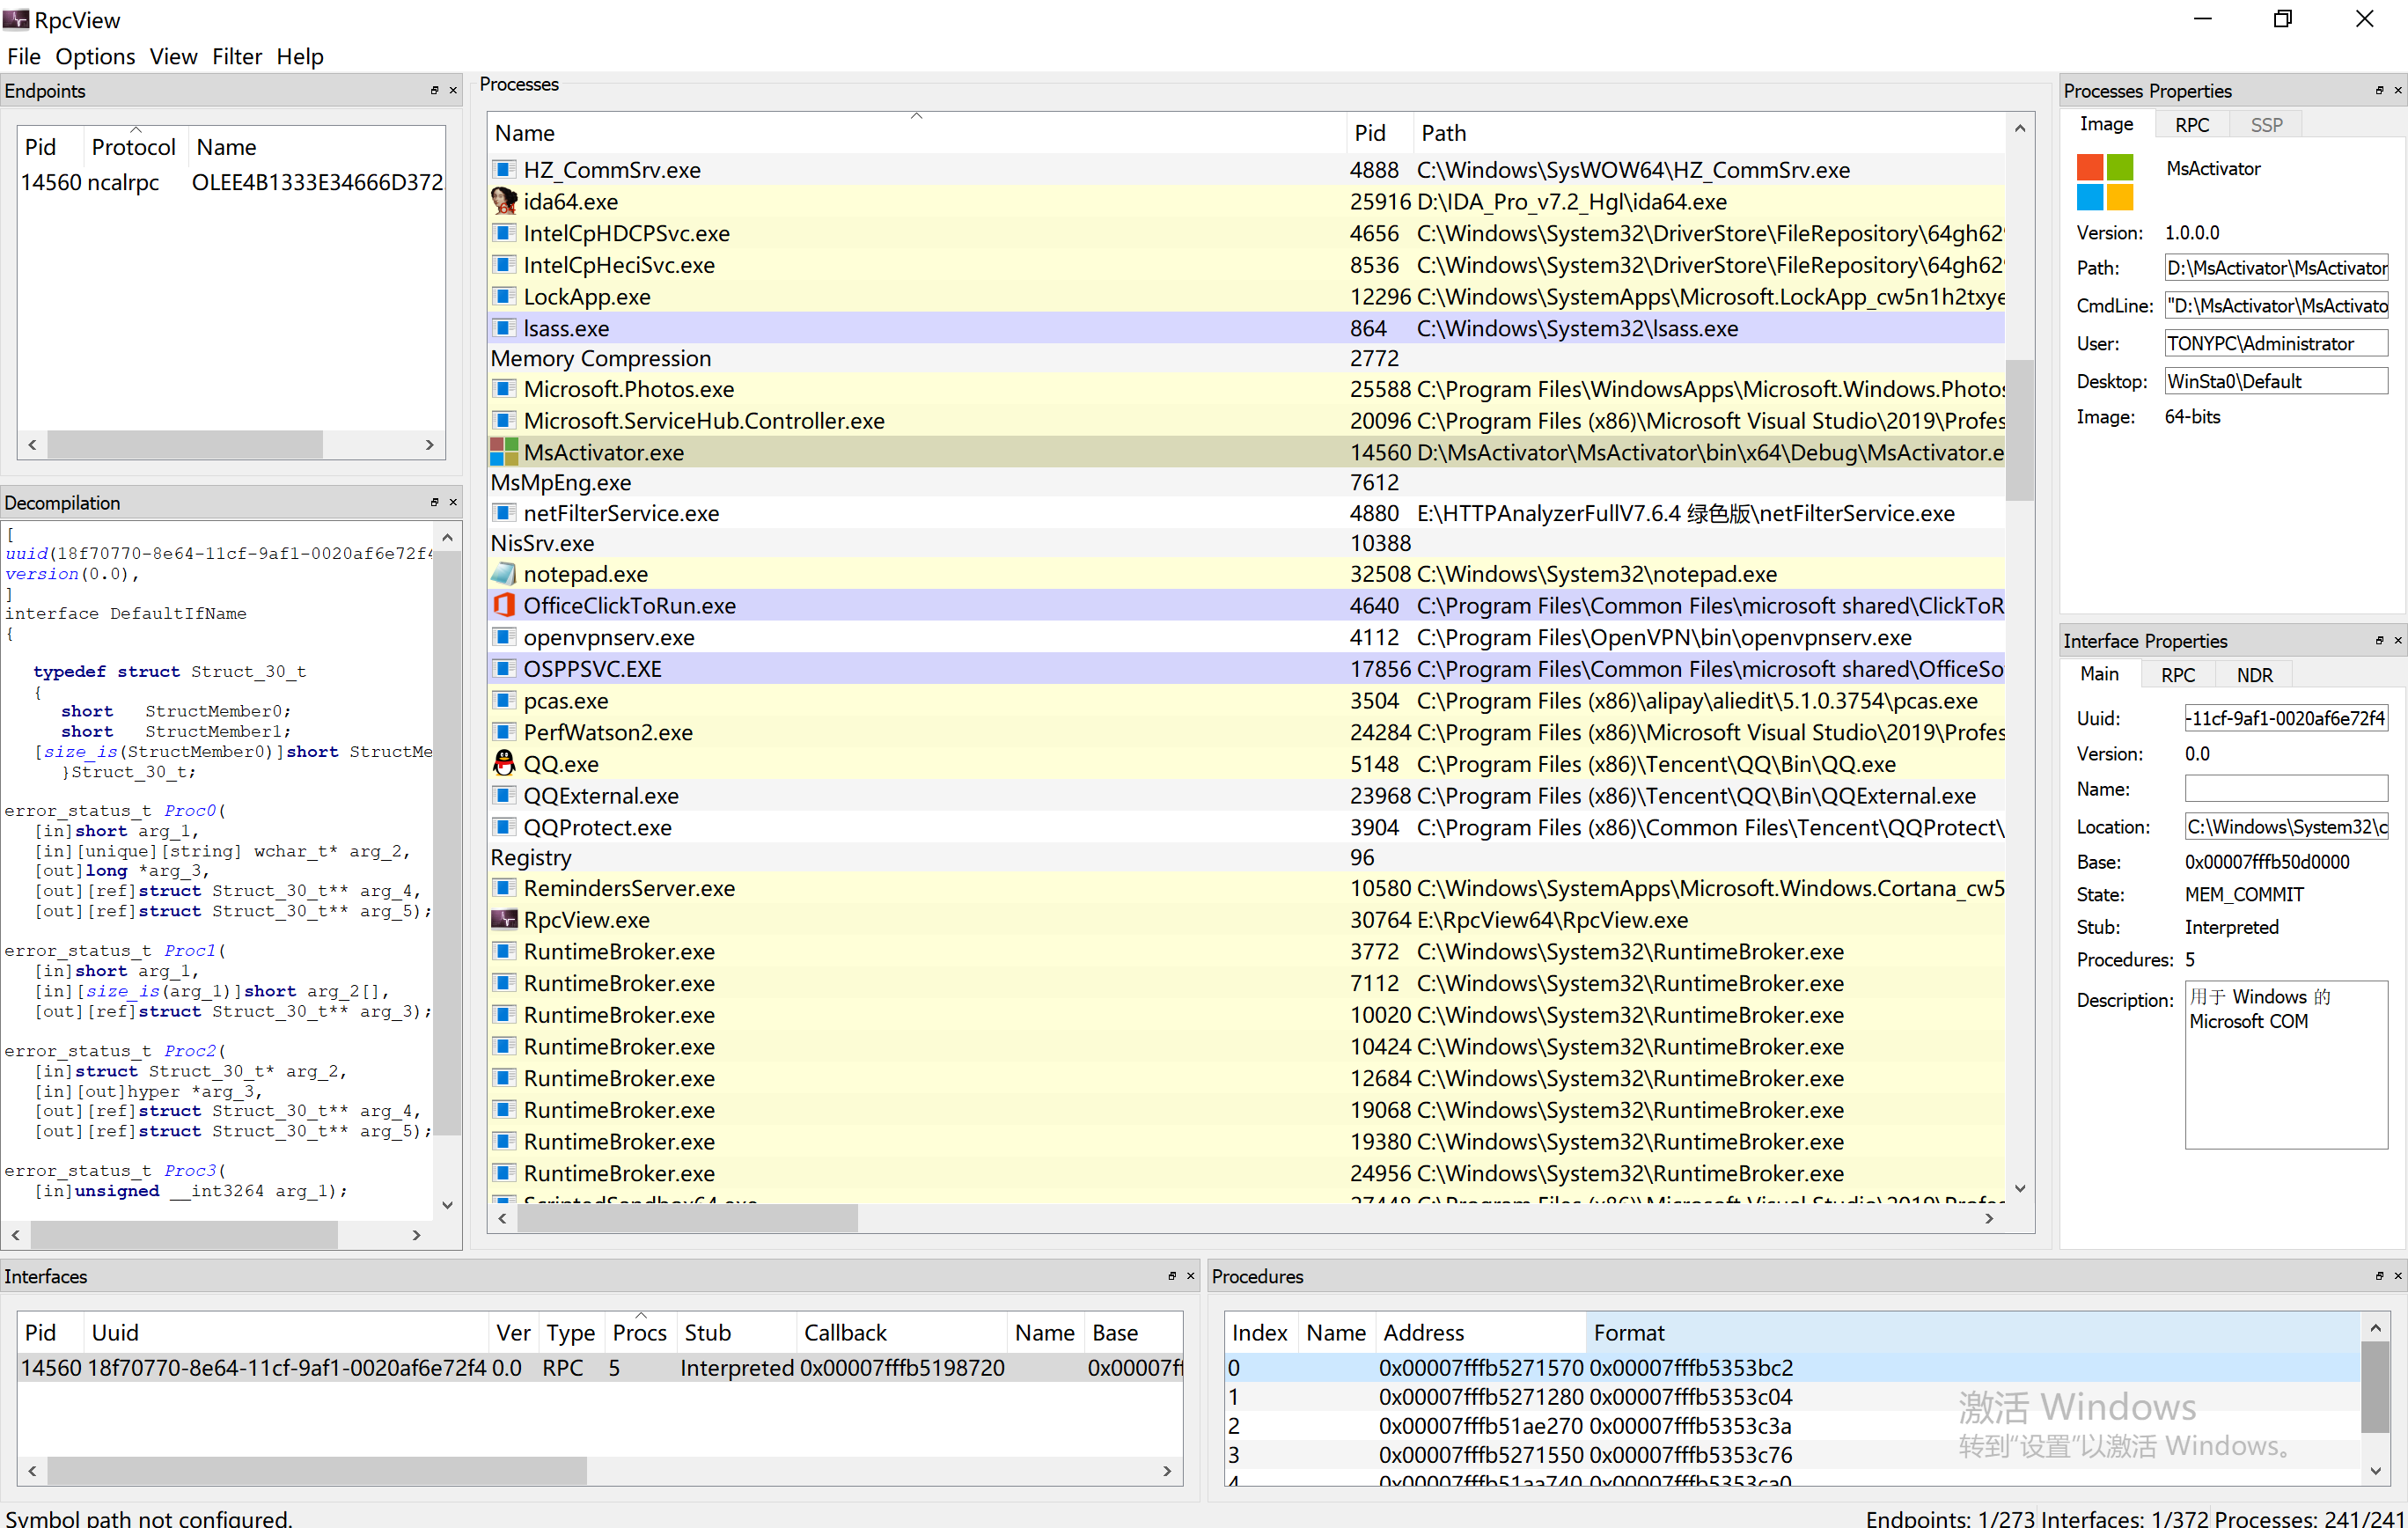 RpcView
File Options View Filter Help
Endpoints
Pid Protocol Name
14560 ncalrpc OLEE4B1333E34666D372
Decompilation
[
uuid(18f70770-8e64-11cf-9af1-0020af6e72f4
version(0.0),
]
interface DefaultIfName
{
typedef struct Struct_30_t
{
short StructMember0;
short StructMember1;
[size_is(StructMember0)]short StructMe
}Struct_30_t;
error_status_t Proc0(
[in]short arg_1,
[in][unique][string] wchar_t* arg_2,
[out]long *arg_3,
[out][ref]struct Struct_30_t** arg_4,
[out][ref]struct Struct_30_t** arg_5);
error_status_t Proc1(
[in]short arg_1,
[in][size_is(arg_1)]short arg_2[],
[out][ref]struct Struct_30_t** arg_3);
error_status_t Proc2(
[in]struct Struct_30_t* arg_2,
[in][out]hyper *arg_3,
[out][ref]struct Struct_30_t** arg_4,
[out][ref]struct Struct_30_t** arg_5);
error_status_t Proc3(
[in]unsigned __int3264 arg_1);
Processes
Name Pid Path
HZ_CommSrv.exe 4888 C:\Windows\SysWOW64\HZ_CommSrv.exe
ida64.exe 25916 D:\IDA_Pro_v7.2_Hgl\ida64.exe
IntelCpHDCPSvc.exe 4656 C:\Windows\System32\DriverStore\FileRepository\64gh629
IntelCpHeciSvc.exe 8536 C:\Windows\System32\DriverStore\FileRepository\64gh629
LockApp.exe 12296 C:\Windows\SystemApps\Microsoft.LockApp_cw5n1h2txye
lsass.exe 864 C:\Windows\System32\lsass.exe
Memory Compression 2772
Microsoft.Photos.exe 25588 C:\Program Files\WindowsApps\Microsoft.Windows.Photos
Microsoft.ServiceHub.Controller.exe 20096 C:\Program Files (x86)\Microsoft Visual Studio\2019\Profes
MsActivator.exe 14560 D:\MsActivator\MsActivator\bin\x64\Debug\MsActivator.e
MsMpEng.exe 7612
netFilterService.exe 4880 E:\HTTPAnalyzerFullV7.6.4 绿色版\netFilterService.exe
NisSrv.exe 10388
notepad.exe 32508 C:\Windows\System32\notepad.exe
OfficeClickToRun.exe 4640 C:\Program Files\Common Files\microsoft shared\ClickToR
openvpnserv.exe 4112 C:\Program Files\OpenVPN\bin\openvpnserv.exe
OSPPSVC.EXE 17856 C:\Program Files\Common Files\microsoft shared\OfficeSo
pcas.exe 3504 C:\Program Files (x86)\alipay\aliedit\5.1.0.3754\pcas.exe
PerfWatson2.exe 24284 C:\Program Files (x86)\Microsoft Visual Studio\2019\Profes
QQ.exe 5148 C:\Program Files (x86)\Tencent\QQ\Bin\QQ.exe
QQExternal.exe 23968 C:\Program Files (x86)\Tencent\QQ\Bin\QQExternal.exe
QQProtect.exe 3904 C:\Program Files (x86)\Common Files\Tencent\QQProtect\
Registry 96
RemindersServer.exe 10580 C:\Windows\SystemApps\Microsoft.Windows.Cortana_cw5
RpcView.exe 30764 E:\RpcView64\RpcView.exe
RuntimeBroker.exe 3772 C:\Windows\System32\RuntimeBroker.exe
RuntimeBroker.exe 7112 C:\Windows\System32\RuntimeBroker.exe
RuntimeBroker.exe 10020 C:\Windows\System32\RuntimeBroker.exe
RuntimeBroker.exe 10424 C:\Windows\System32\RuntimeBroker.exe
RuntimeBroker.exe 12684 C:\Windows\System32\RuntimeBroker.exe
RuntimeBroker.exe 19068 C:\Windows\System32\RuntimeBroker.exe
RuntimeBroker.exe 19380 C:\Windows\System32\RuntimeBroker.exe
RuntimeBroker.exe 24956 C:\Windows\System32\RuntimeBroker.exe
ScriptedSandbox64.exe 27448 C:\Program Files (x86)\Microsoft Visual Studio\2019\Profes
Processes Properties
Image RPC SSP
MsActivator
Version: 1.0.0.0
Path: D:\MsActivator\MsActivator
CmdLine: "D:\MsActivator\MsActivato
User: TONYPC\Administrator
Desktop: WinSta0\Default
Image: 64-bits
Interface Properties
Main RPC NDR
Uuid: -11cf-9af1-0020af6e72f4
Version: 0.0
Name:
Location: C:\Windows\System32\c
Base: 0x00007fffb50d0000
State: MEM_COMMIT
Stub: Interpreted
Procedures: 5
Description: 用于 Windows 的
Microsoft COM
Interfaces
Pid Uuid Ver Type Procs Stub Callback Name Base
14560 18f70770-8e64-11cf-9af1-0020af6e72f4 0.0 RPC 5 Interpreted 0x00007fffb5198720 0x00007ff
Procedures
Index Name Address Format
0 0x00007fffb5271570 0x00007fffb5353bc2
1 0x00007fffb5271280 0x00007fffb5353c04
2 0x00007fffb51ae270 0x00007fffb5353c3a
3 0x00007fffb5271550 0x00007fffb5353c76
4 0x00007fffb51aa740 0x00007fffb5353ca0
激活 Windows
转到“设置”以激活 Windows。
Symbol path not configured.
Endpoints: 1/273 Interfaces: 1/372 Processes: 241/241